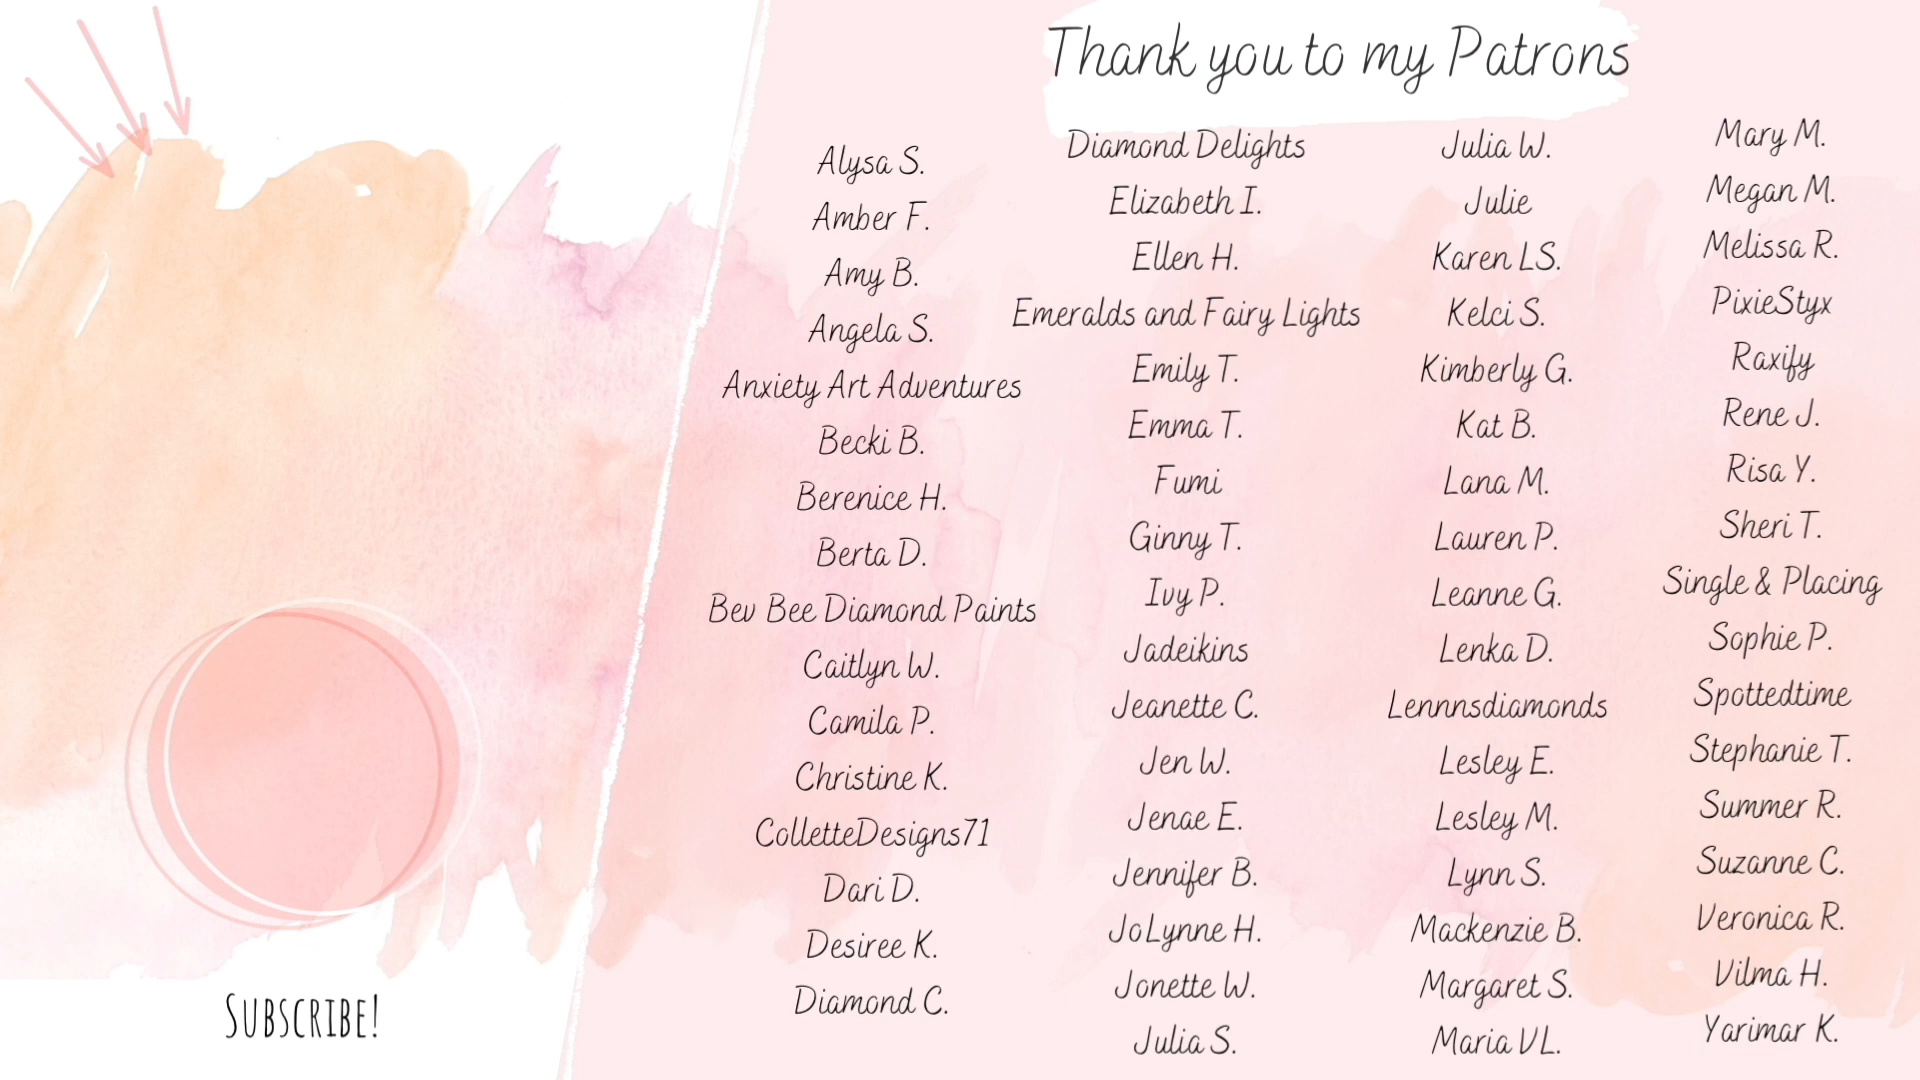 Thank you to my Patrons
Alysa S.
Amber F.
Amy B.
Angela S.
Anxiety Art Adventures
Becki B.
Berenice H.
Berta D.
Bev Bee Diamond Paints
Caitlyn W.
Camila P.
Christine K.
ColletteDesigns71
Dari D.
Desiree K.
Diamond C.
Diamond Delights
Elizabeth I.
Ellen H.
Emeralds and Fairy Lights
Emily T.
Emma T.
Fumi
Ginny T.
Ivy P.
Jadeikins
Jeanette C.
Jen W.
Jenae E.
Jennifer B.
JoLynne H.
Jonette W.
Julia S.
Julia W.
Julie
Karen LS.
Kelci S.
Kimberly G.
Kat B.
Lana M.
Lauren P.
Leanne G.
Lenka D.
Lennnsdiamonds
Lesley E.
Lesley M.
Lynn S.
Mackenzie B.
Margaret S.
Maria VL.
Mary M.
Megan M.
Melissa R.
PixieStyx
Raxify
Rene J.
Risa Y.
Sheri T.
Single & Placing
Sophie P.
Spottedtime
Stephanie T.
Summer R.
Suzanne C.
Veronica R.
Vilma H.
Yarimar K.
Subscribe!